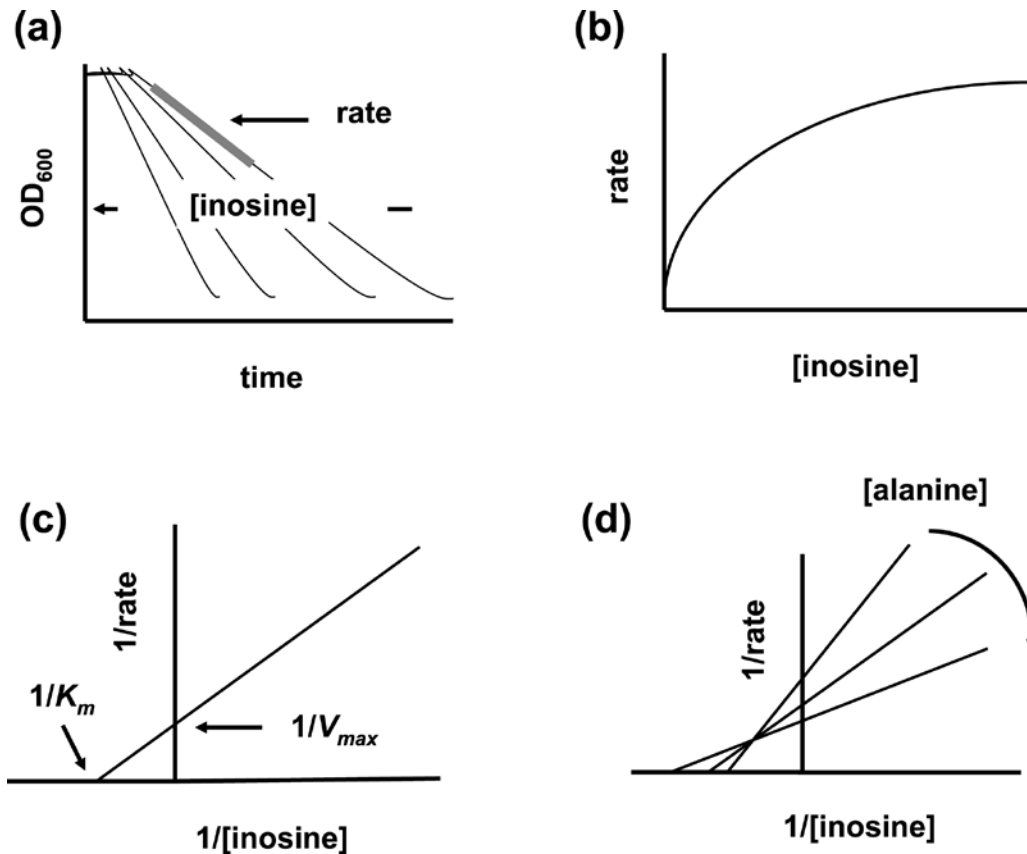 (a)
OD600
rate
[inosine]
time
(b)
rate
[inosine]
(c)
1/rate
1/Km
1/Vmax
1/[inosine]
(d)
[alanine]
1/rate
1/[inosine]